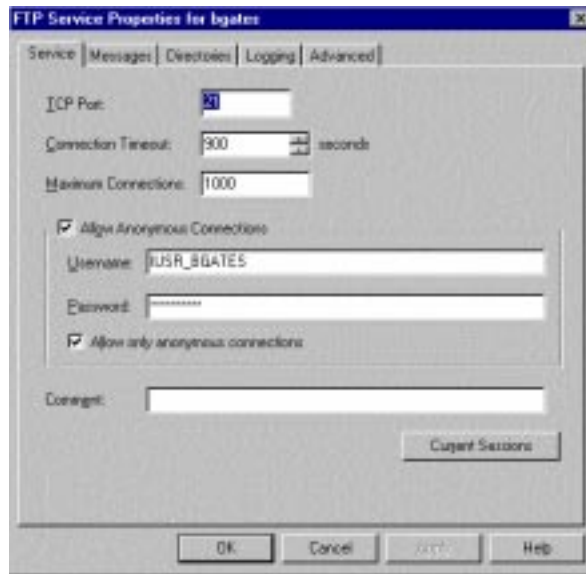 FTP Service Properties for bgates
Service Messages Directories Logging Advanced
TCP Port: 21
Connection Timeout: 900 seconds
Maximum Connections: 1000
Allow Anonymous Connections
Username: IUSR_BGATES
Password: **********
Allow only anonymous connections
Comment:
Current Sessions
OK Cancel Apply Help